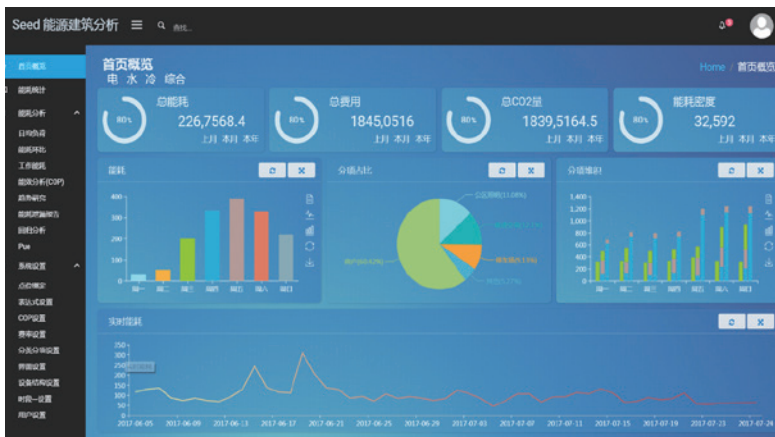 Seed 能源建筑分析
查找...
首页概览
能耗统计
能耗分析
日均负荷
能耗环比
工作能耗
能效分析(COP)
趋势研究
能耗泄漏报告
回归分析
Pue
系统设置
点位绑定
表达式设置
COP设置
费率设置
分类分项设置
界面设置
设备结构设置
时段一设置
用户设置
首页概览
Home / 首页概览
电 水 冷 综合
80%
总能耗
226,7568.4
上月 本月 本年
80%
总费用
1845,0516
上月 本月 本年
80%
总CO2量
1839,5164.5
上月 本月 本年
80%
能耗密度
32,592
上月 本月 本年
能耗
400
300
200
100
0
周一 周二 周三 周四 周五 周六 周日
分项占比
分项堆积
1,400
1,200
1,000
800
600
400
200
0
周一 周二 周三 周四 周五 周六 周日
实时能耗
350
300
250
200
150
100
50
0
2017-06-05 2017-06-09 2017-06-13 2017-06-17 2017-06-21 2017-06-25 2017-06-29 2017-07-03 2017-07-07 2017-07-11 2017-07-15 2017-07-19 2017-07-23 2017-07-26